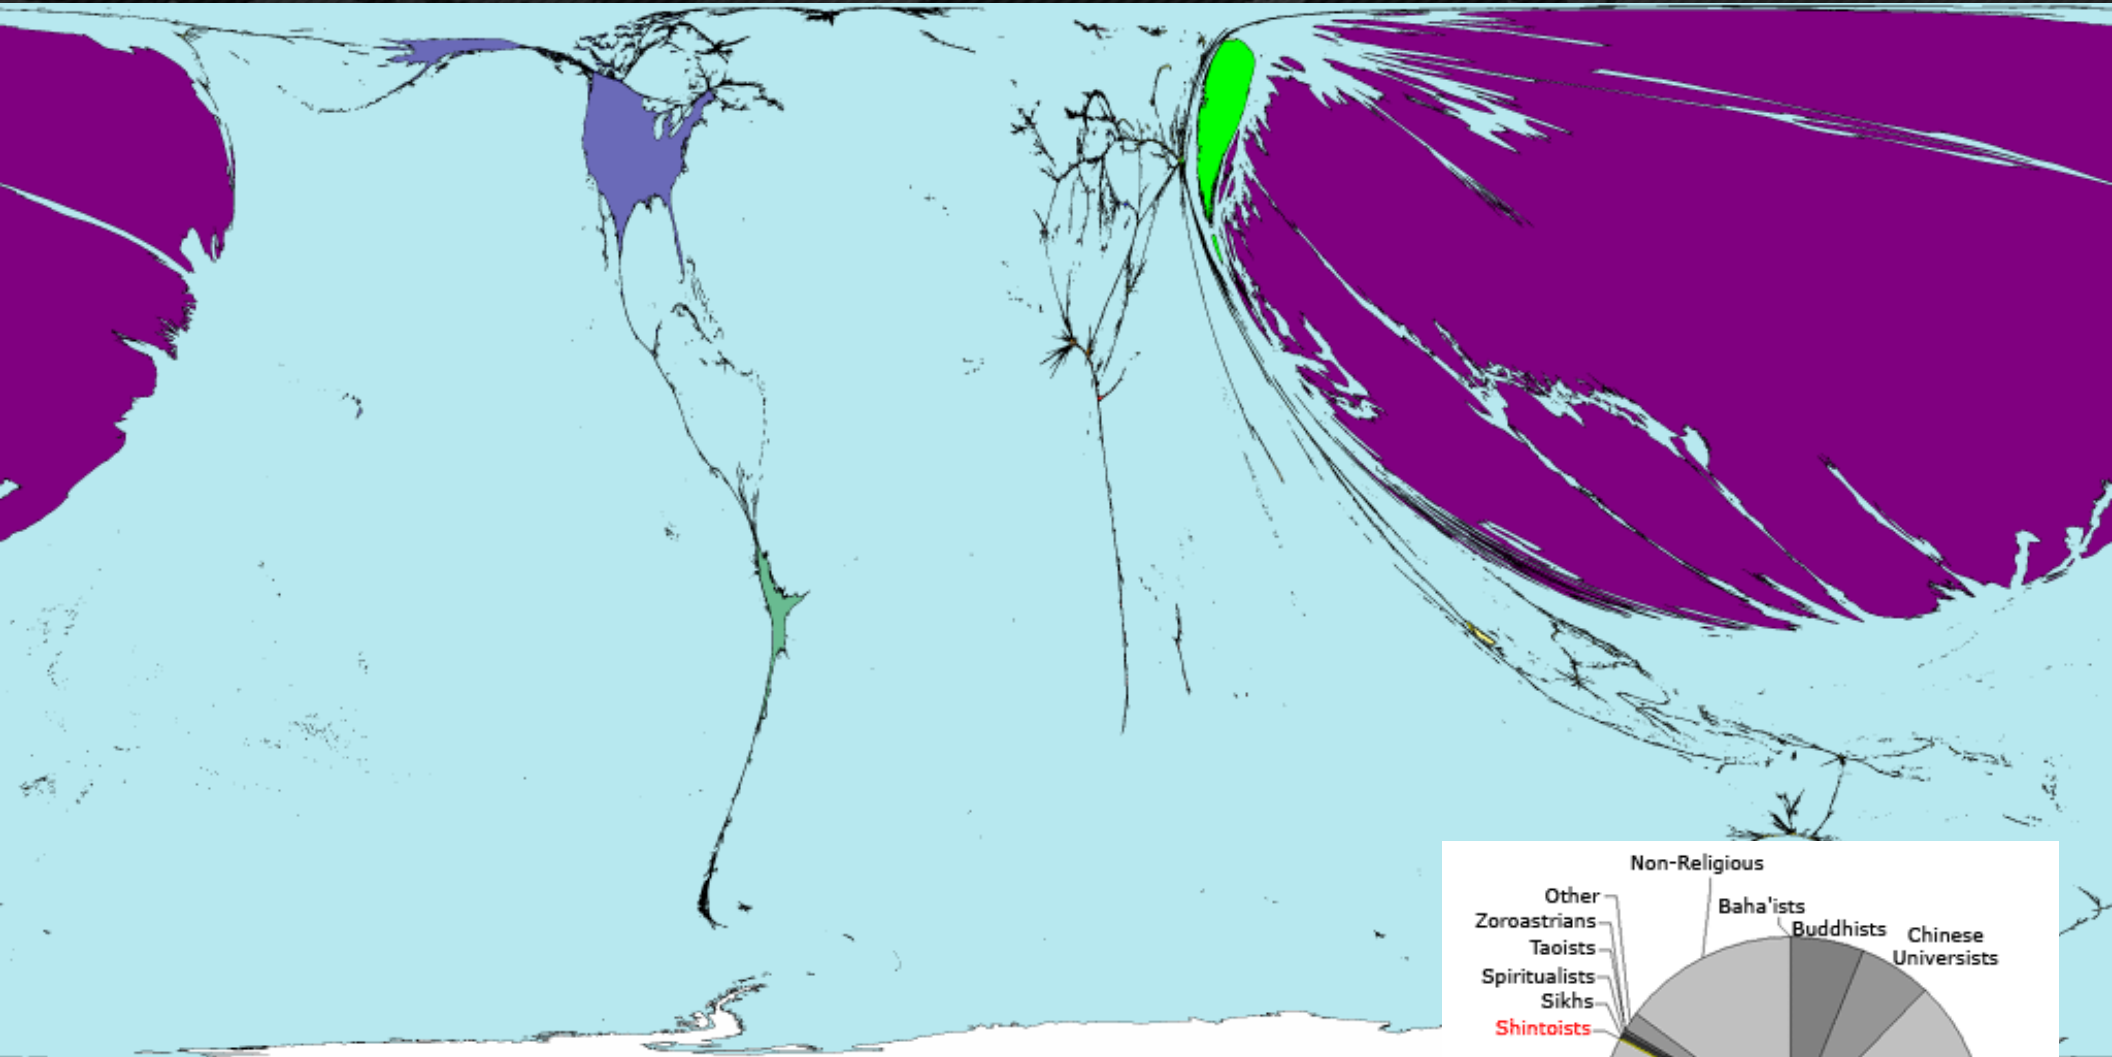 Non-Religious
Other
Baha'ists
Zoroastrians
Buddhists
Chinese
Universists
Taoists
Spiritualists
Sikhs
Shintoists